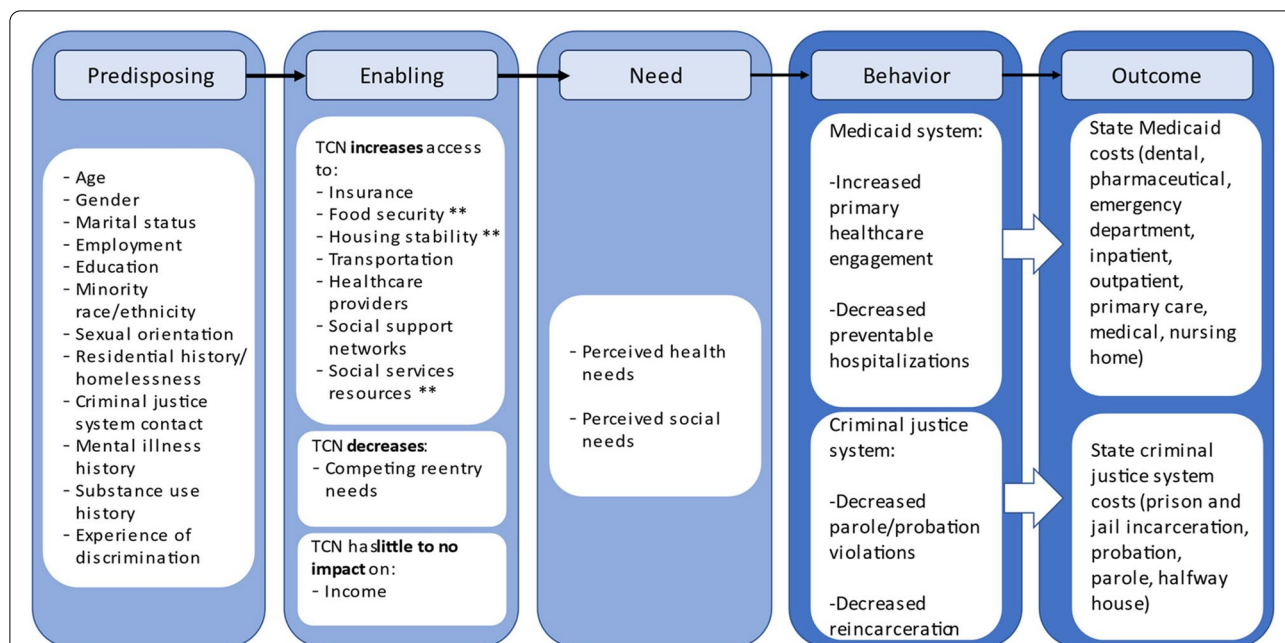 Predisposing
- Age
- Gender
- Marital status
- Employment
- Education
- Minority
race/ethnicity
- Sexual orientation
- Residential history/
homelessness
- Criminal justice
system contact
- Mental illness
history
- Substance use
history
- Experience of
discrimination
Enabling
TCN increases access
to:
- Insurance
- Food security **
- Housing stability **
- Transportation
- Healthcare
providers
- Social support
networks
- Social services
resources **
TCN decreases:
- Competing reentry
needs
TCN haslittle to no
impact on:
- Income
Need
- Perceived health
needs
- Perceived social
needs
Behavior
Medicaid system:
-Increased
primary
healthcare
engagement
-Decreased
preventable
hospitalizations
Criminal justice
system:
-Decreased
parole/probation
violations
-Decreased
reincarceration
Outcome
State Medicaid
costs (dental,
pharmaceutical,
emergency
department,
inpatient,
outpatient,
primary care,
medical, nursing
home)
State criminal
justice system
costs (prison and
jail incarceration,
probation,
parole, halfway
house)